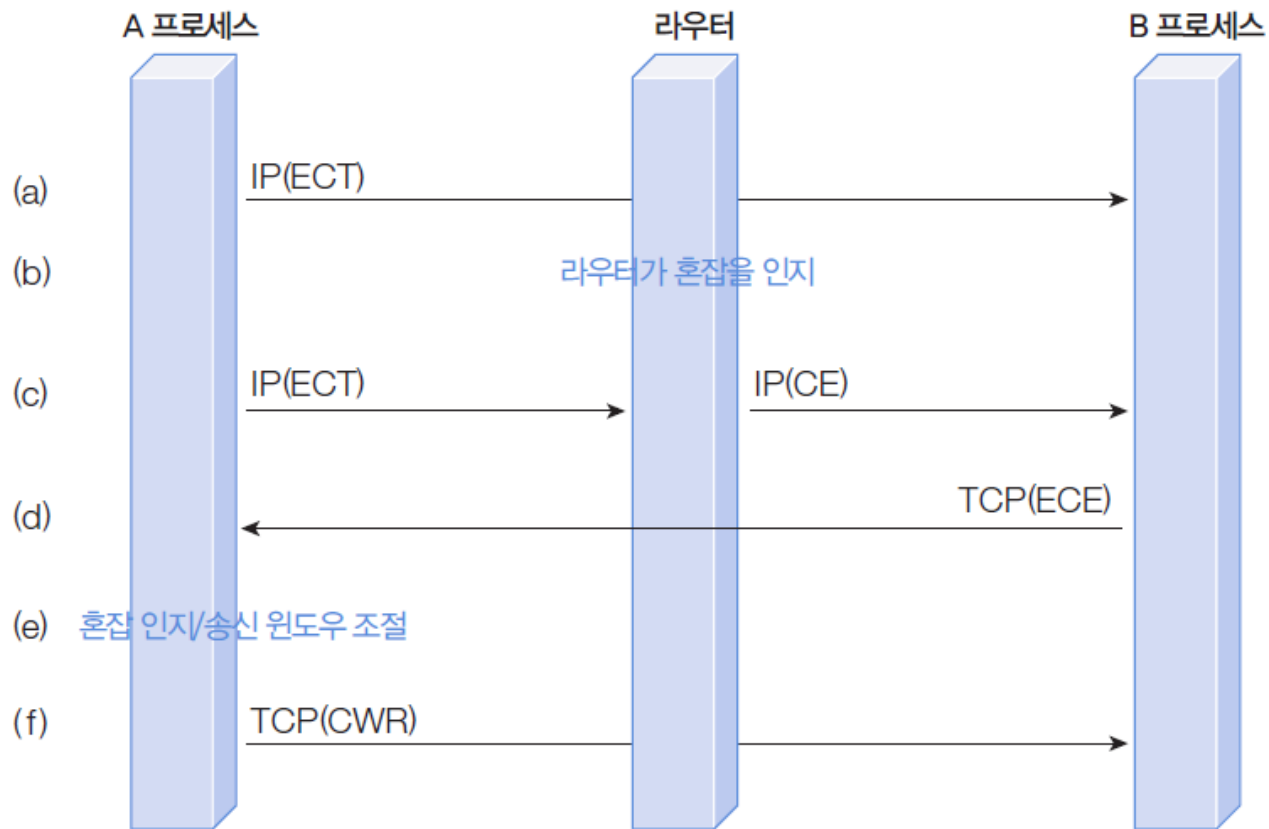 A 프로세스
라우터
B 프로세스
(a)
IP(ECT)
(b)
라우터가 혼잡을 인지
(c)
IP(ECT)
IP(CE)
(d)
TCP(ECE)
(e)
혼잡 인지/송신 윈도우 조절
(f)
TCP(CWR)